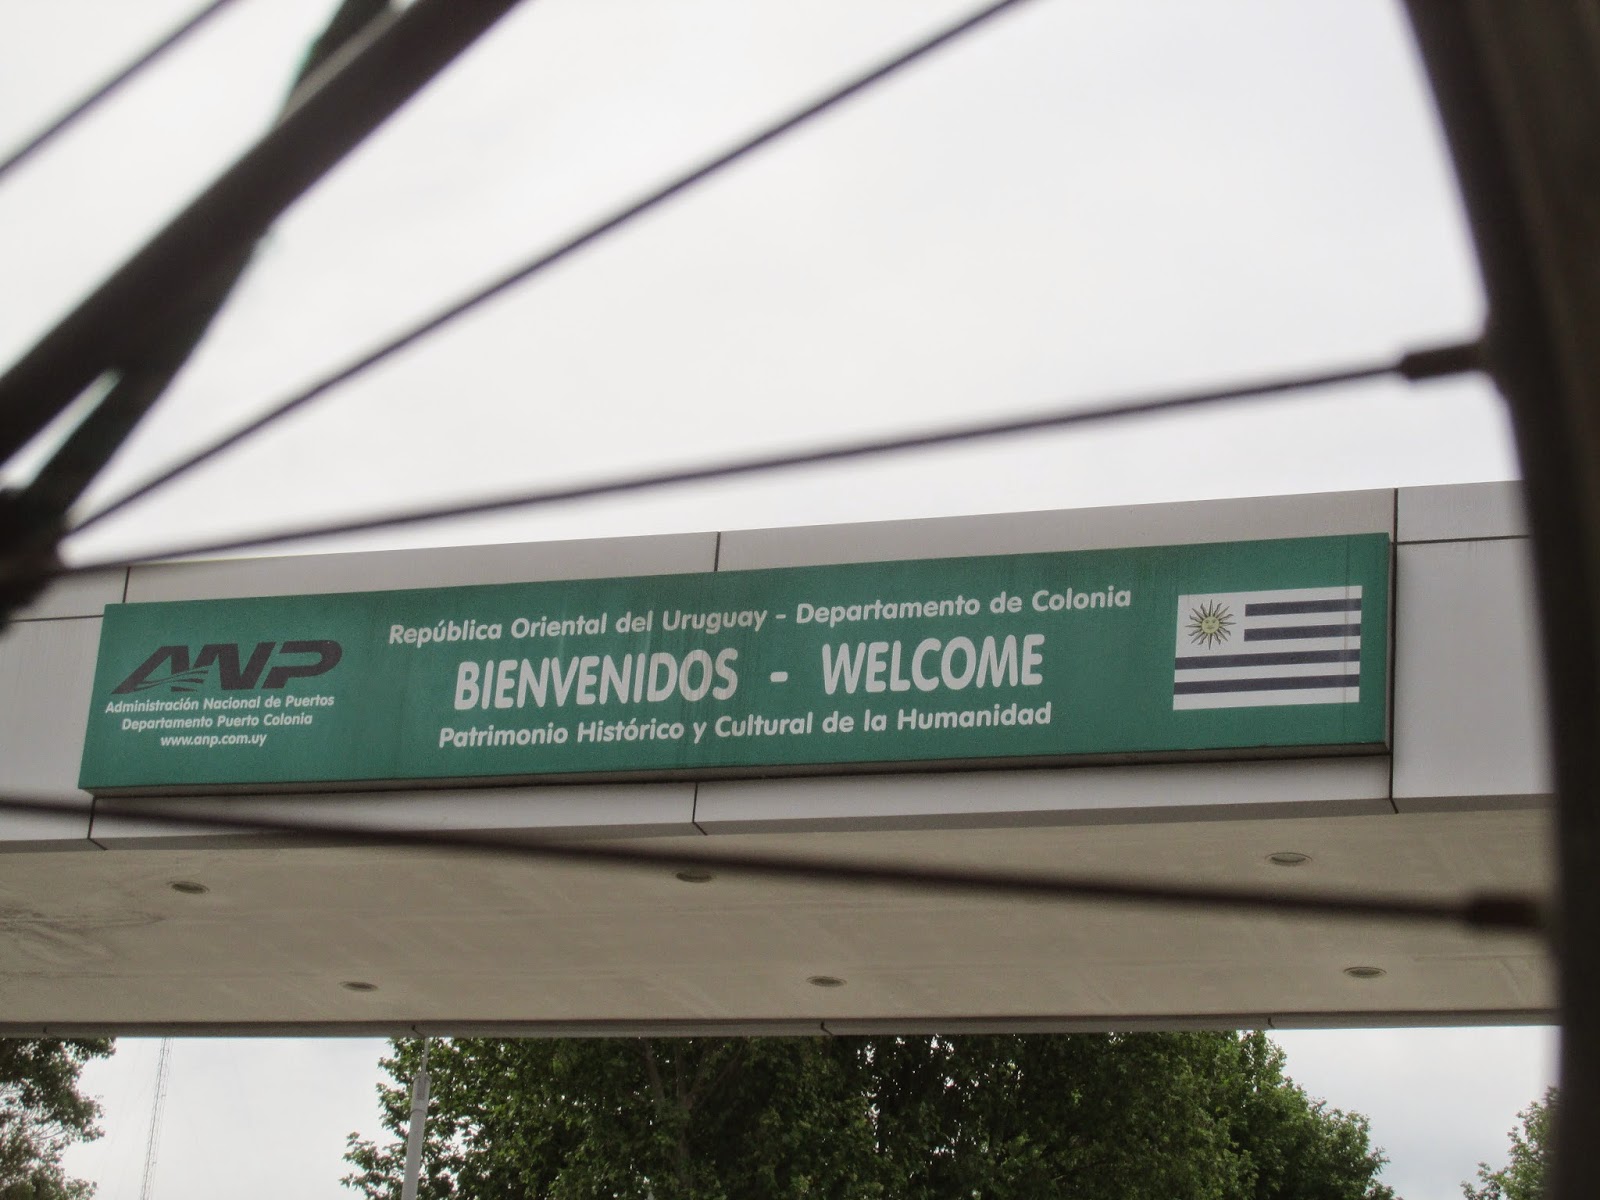 ANP
Administración Nacional de Puertos
Departamento Puerto Colonia
www.anp.com.uy
República Oriental del Uruguay - Departamento de Colonia
BIENVENIDOS - WELCOME
Patrimonio Histórico y Cultural de la Humanidad